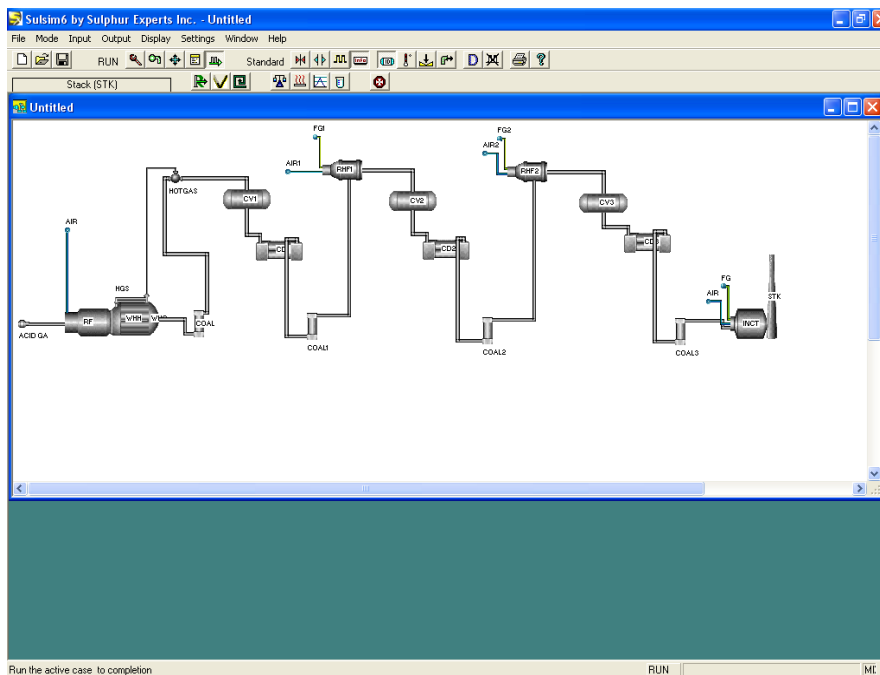 Sulsim6 by Sulphur Experts Inc. - Untitled
File Mode Input Output Display Settings Window Help
RUN Standard
Stack (STK)
Untitled
FG1
FG2
AIR1
AIR2
RHF1
RHF2
HOTGAS
CV1
CV2
CV3
AIR
CD2
FG
HGS
AIR
STK
RF
WHH
COAL
INCT
ACID GA
COAL1
COAL2
COAL3
Run the active case to completion
RUN